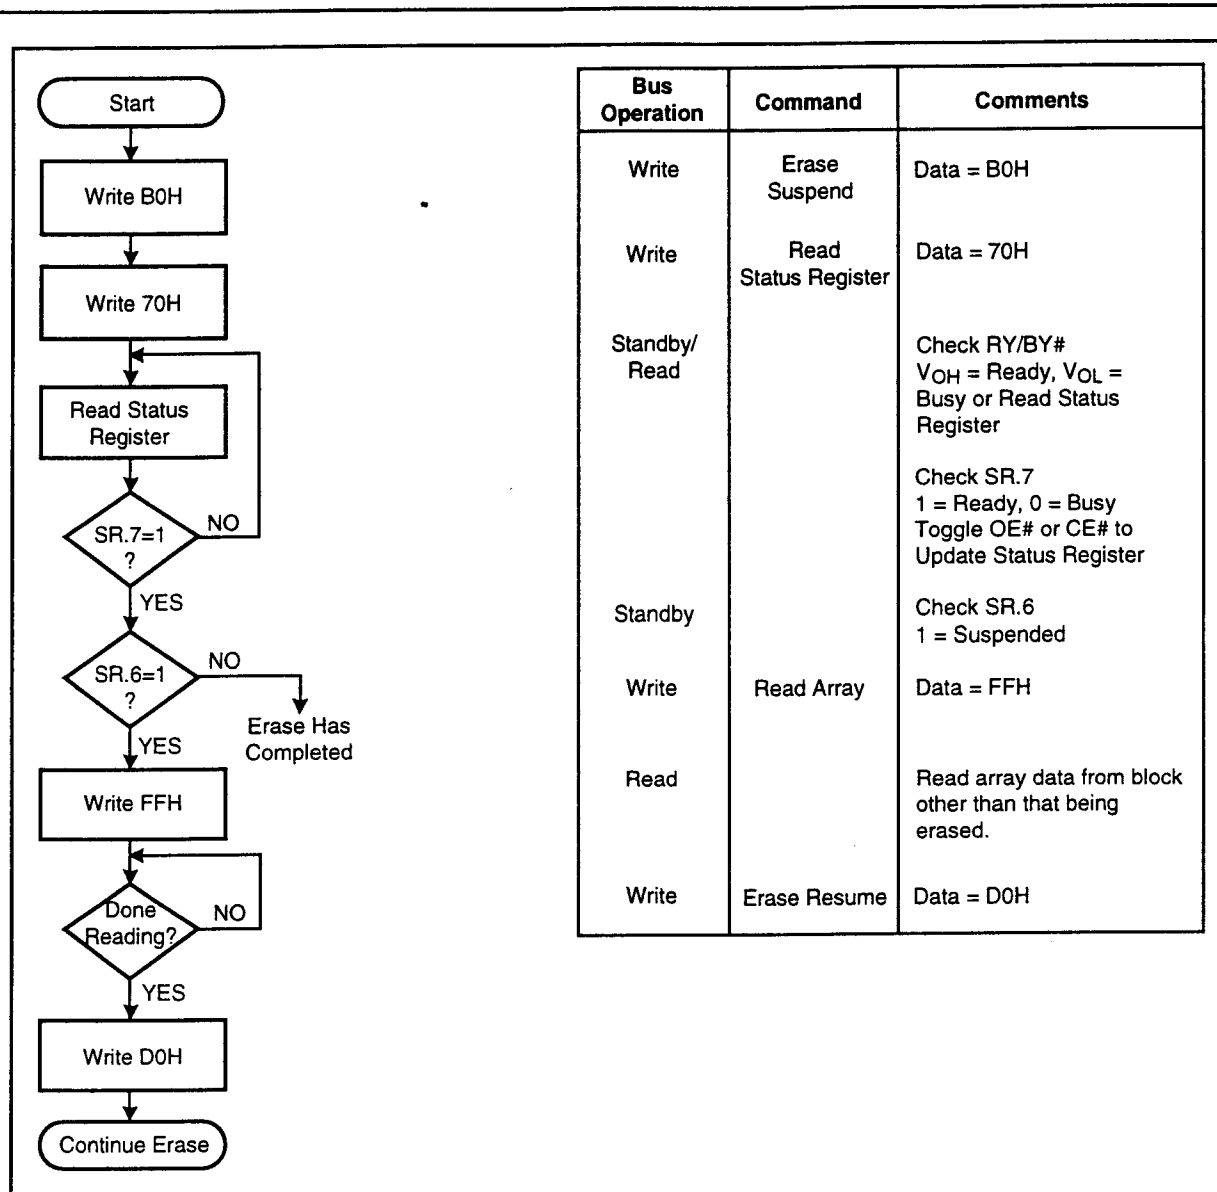 Start
Write B0H
Write 70H
Read Status
Register
SR.7=1
?
NO
YES
SR.6=1
?
NO
Erase Has
Completed
YES
Write FFH
Done
Reading?
NO
YES
Write D0H
Continue Erase
Bus
Operation
Command
Comments
Write
Erase
Suspend
Data = B0H
Write
Read
Status Register
Data = 70H
Standby/
Read
Check RY/BY#
VOH = Ready, VOL =
Busy or Read Status
Register
Check SR.7
1 = Ready, 0 = Busy
Toggle OE# or CE# to
Update Status Register
Standby
Check SR.6
1 = Suspended
Write
Read Array
Data = FFH
Read
Read array data from block
other than that being
erased.
Write
Erase Resume
Data = D0H